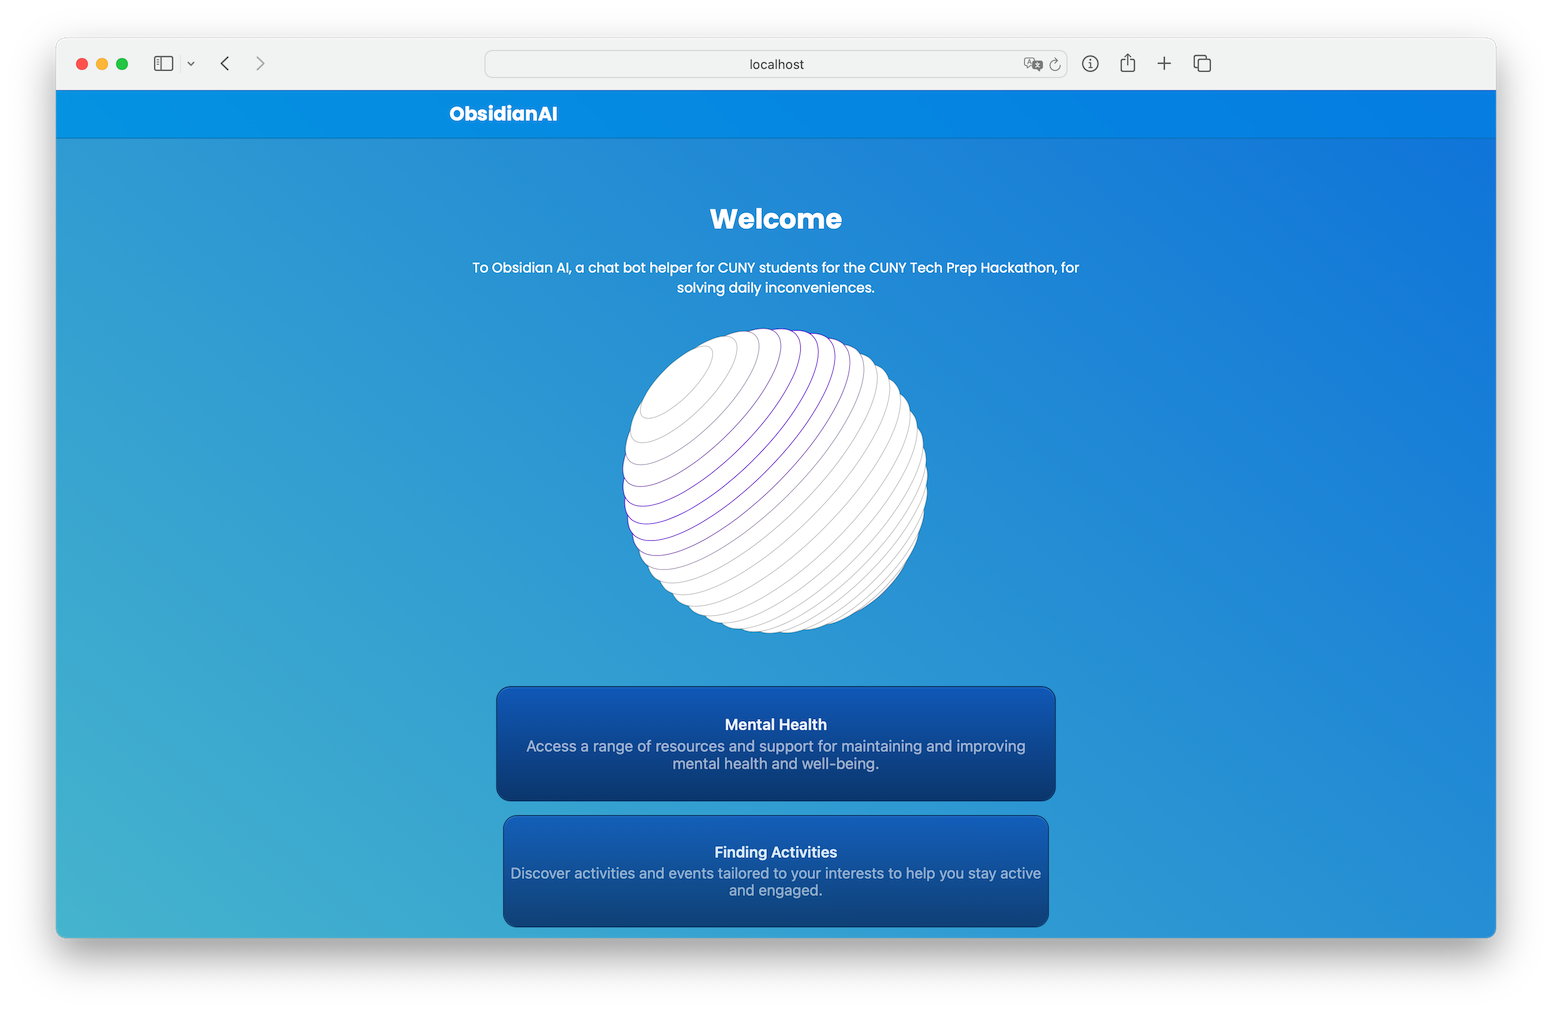 localhost
ObsidianAI
Welcome
To Obsidian AI, a chat bot helper for CUNY students for the CUNY Tech Prep Hackathon, for
solving daily inconveniences.
Mental Health
Access a range of resources and support for maintaining and improving
mental health and well-being.
Finding Activities
Discover activities and events tailored to your interests to help you stay active
and engaged.